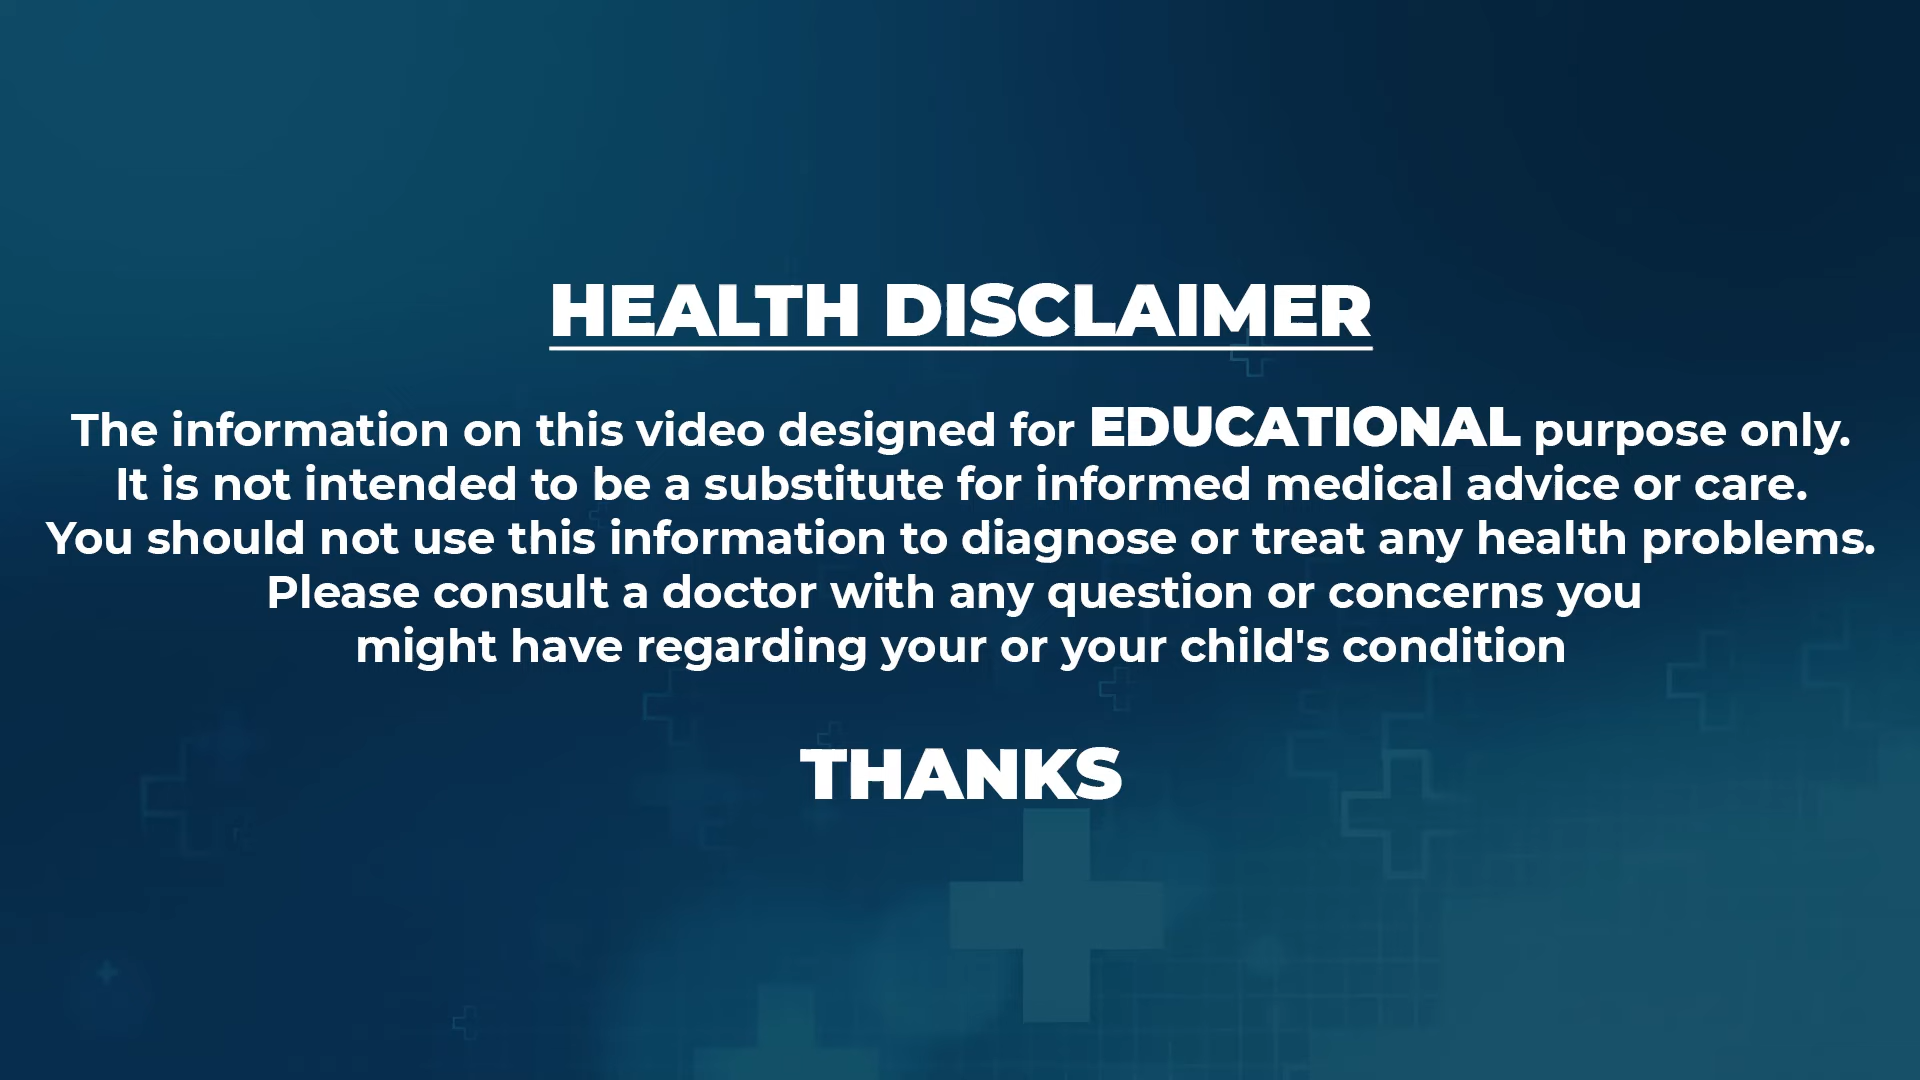 HEALTH DISCLAIMER
The information on this video designed for EDUCATIONAL purpose only.
It is not intended to be a substitute for informed medical advice or care.
You should not use this information to diagnose or treat any health problems.
Please consult a doctor with any question or concerns you
might have regarding your or your child's condition
THANKS